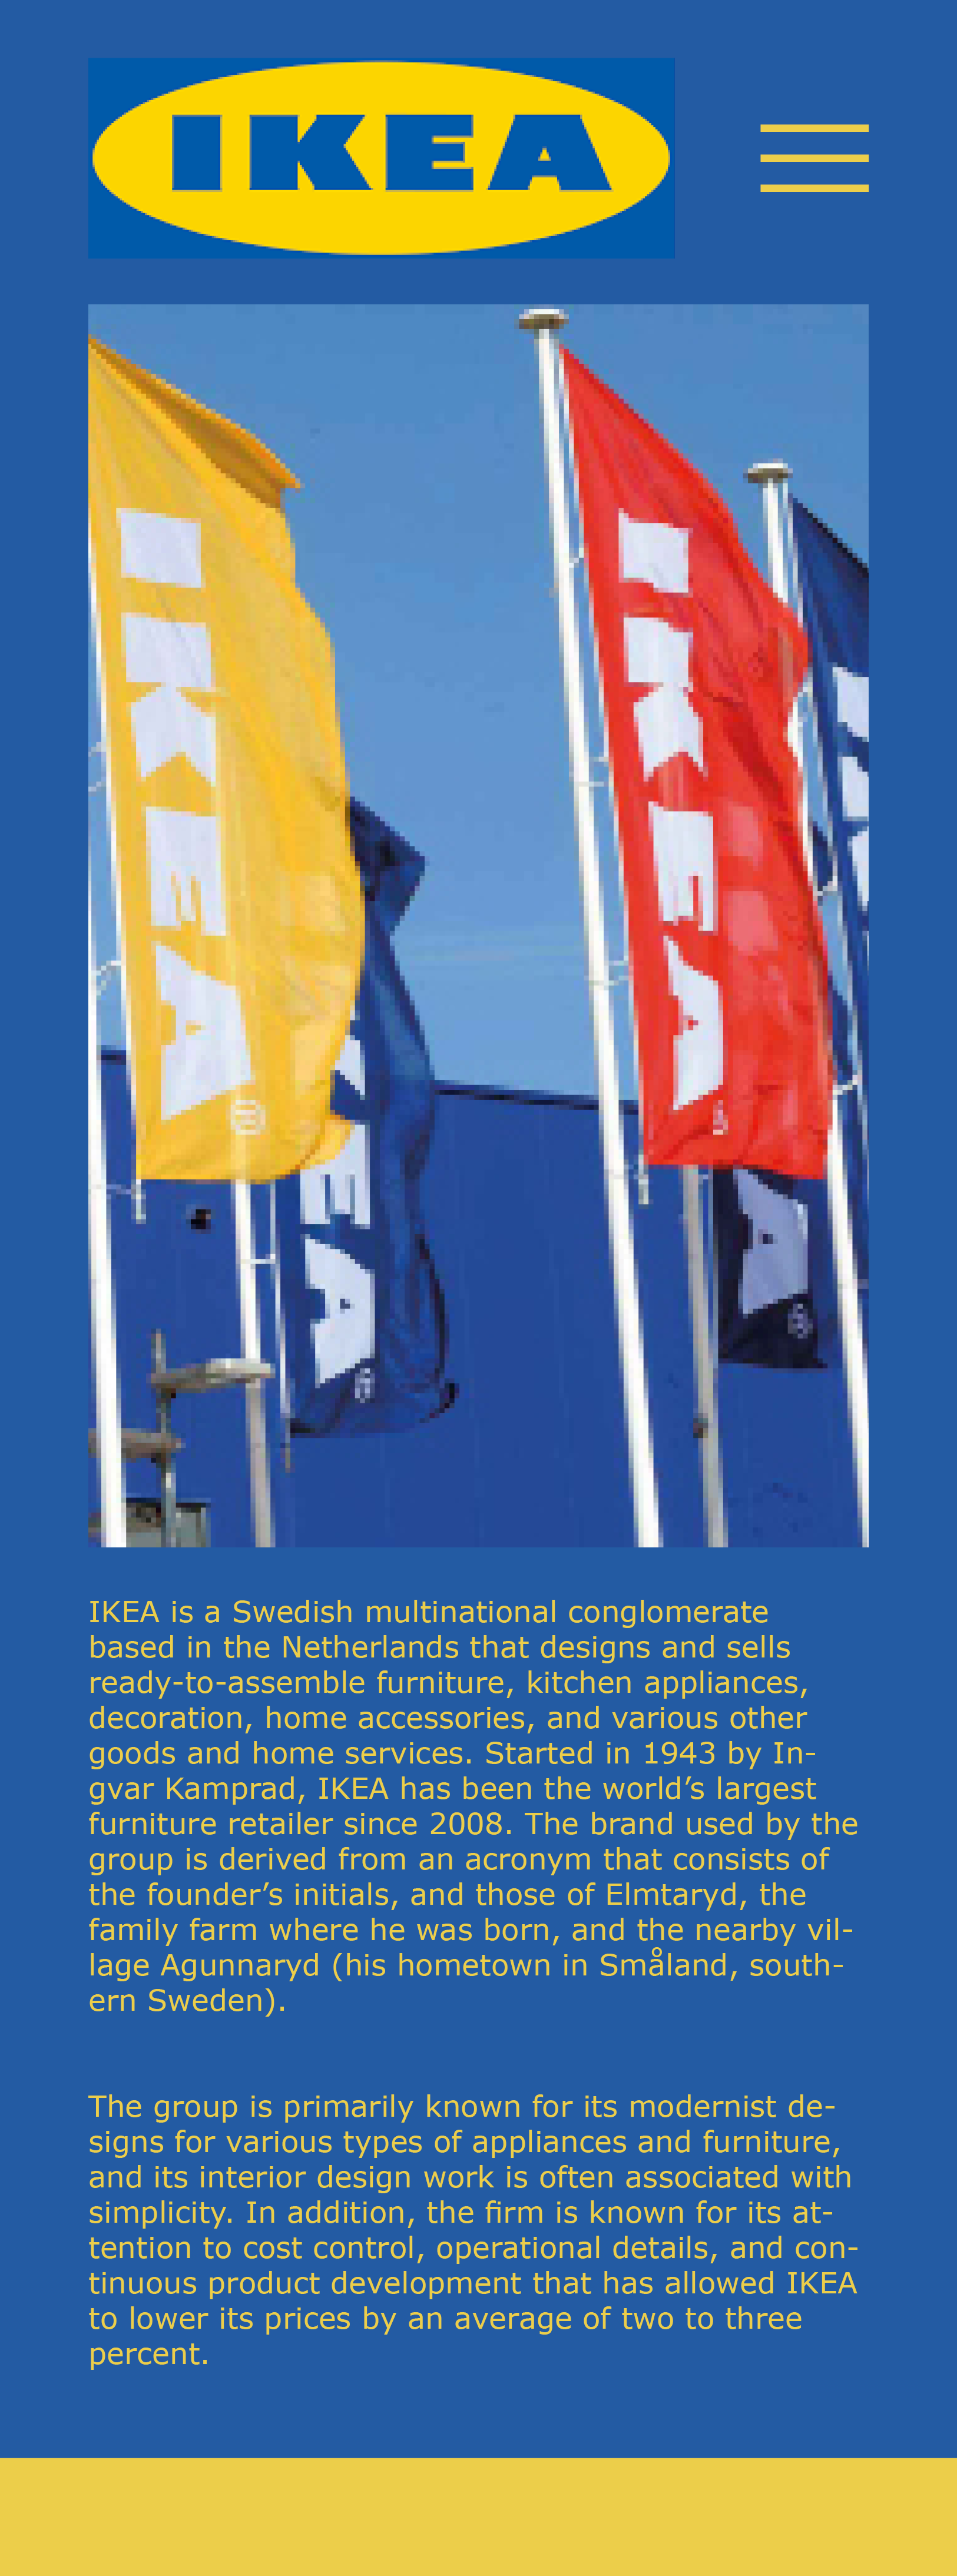 IKEA
IKEA
IKEA
EA
A
IKEA is a Swedish multinational conglomerate
based in the Netherlands that designs and sells
ready-to-assemble furniture, kitchen appliances,
decoration, home accessories, and various other
goods and home services. Started in 1943 by In-
gvar Kamprad, IKEA has been the world’s largest
furniture retailer since 2008. The brand used by the
group is derived from an acronym that consists of
the founder’s initials, and those of Elmtaryd, the
family farm where he was born, and the nearby vil-
lage Agunnaryd (his hometown in Småland, south-
ern Sweden).
The group is primarily known for its modernist de-
signs for various types of appliances and furniture,
and its interior design work is often associated with
simplicity. In addition, the firm is known for its at-
tention to cost control, operational details, and con-
tinuous product development that has allowed IKEA
to lower its prices by an average of two to three
percent.